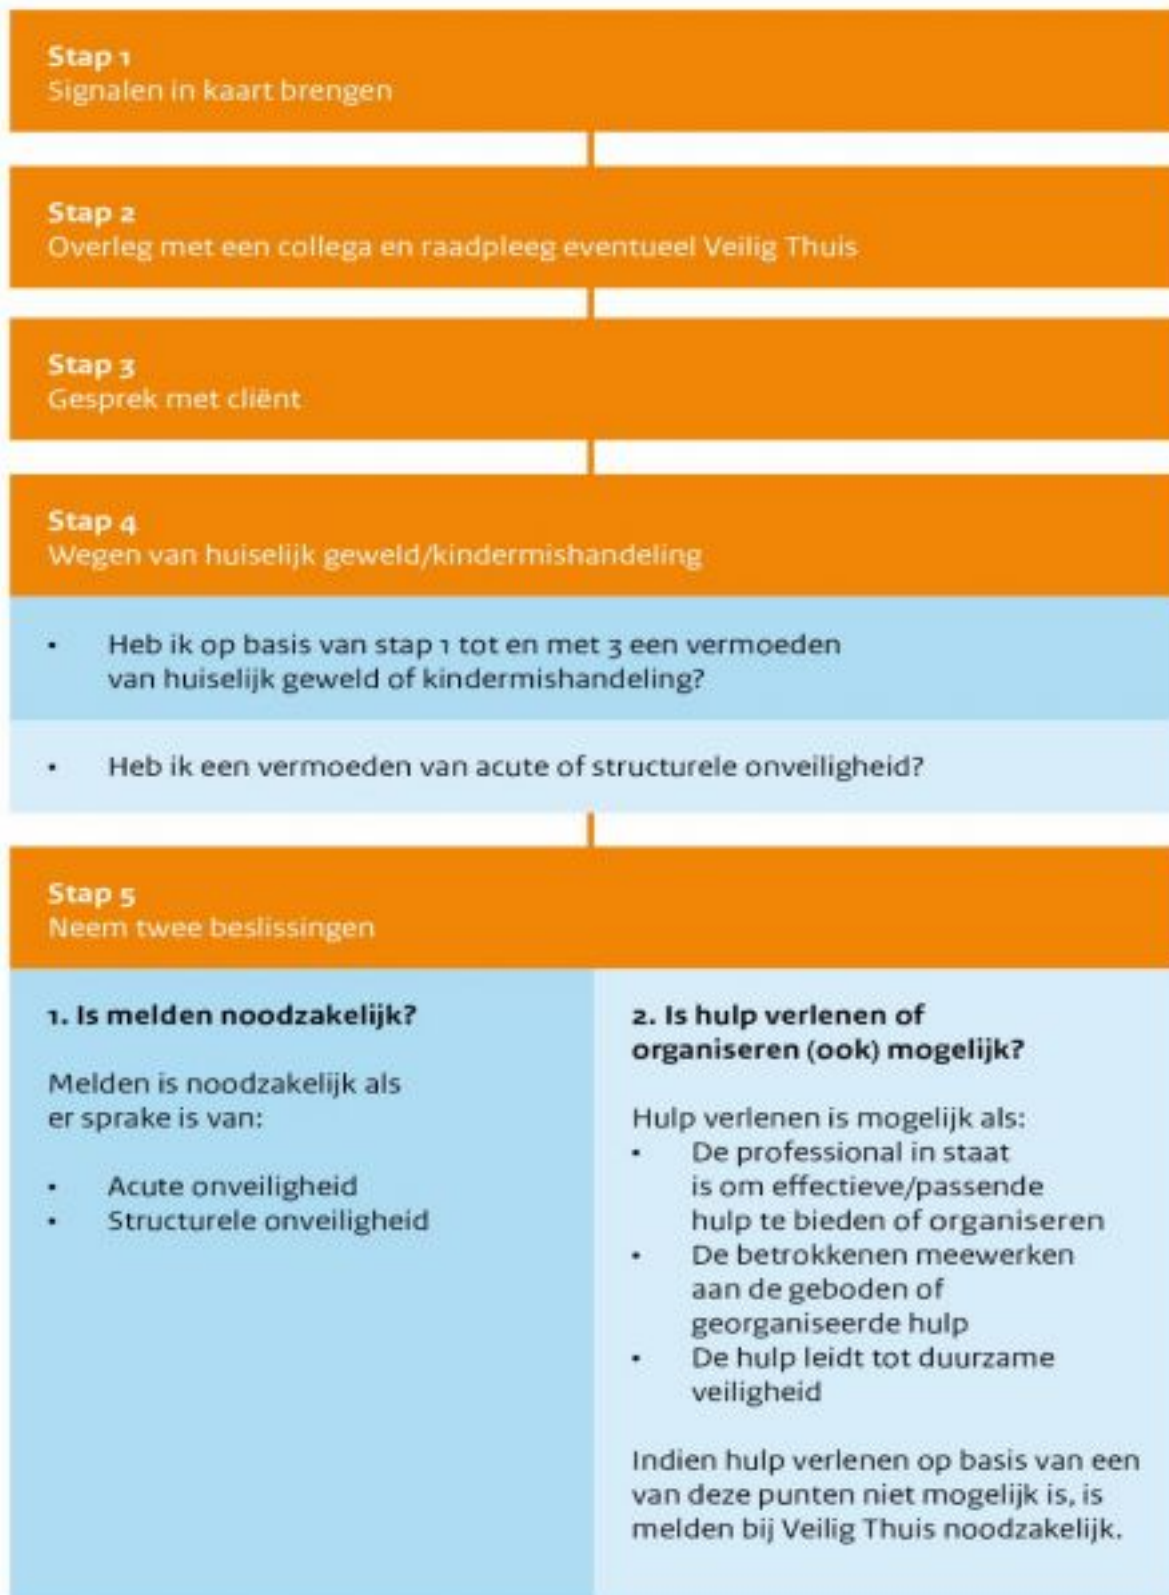 Stap 1
Signalen in kaart brengen
Stap 2
Overleg met een collega en raadpleeg eventueel Veilig Thuis
Stap 3
Gesprek met cliënt
Stap 4
Wegen van huiselijk geweld/kindermishandeling
• Heb ik op basis van stap 1 tot en met 3 een vermoeden
van huiselijk geweld of kindermishandeling?
• Heb ik een vermoeden van acute of structurele onveiligheid?
Stap 5
Neem twee beslissingen
1. Is melden noodzakelijk?
Melden is noodzakelijk als
er sprake is van:
• Acute onveiligheid
• Structurele onveiligheid
2. Is hulp verlenen of
organiseren (ook) mogelijk?
Hulp verlenen is mogelijk als:
• De professional in staat
is om effectieve/passende
hulp te bieden of organiseren
• De betrokkenen meewerken
aan de geboden of
georganiseerde hulp
• De hulp leidt tot duurzame
veiligheid
Indien hulp verlenen op basis van een
van deze punten niet mogelijk is, is
melden bij Veilig Thuis noodzakelijk.